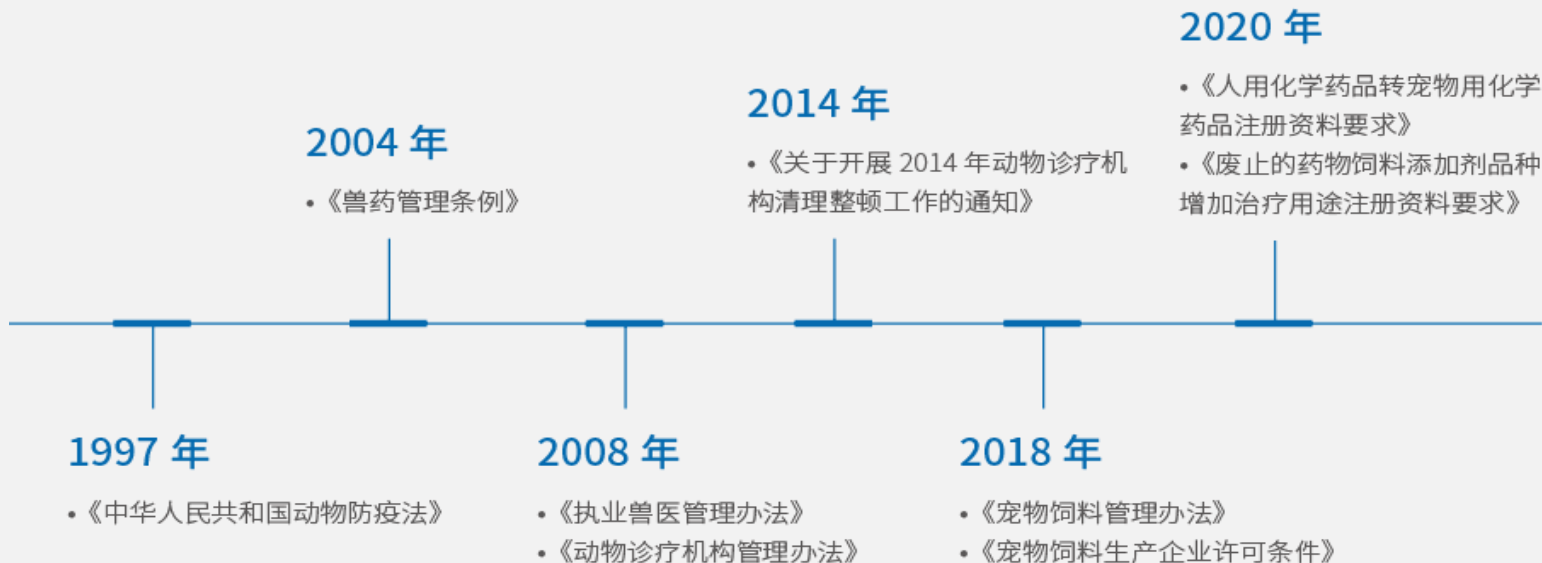 2020 年
•《人用化学药品转宠物用化学
药品注册资料要求》
•《废止的药物饲料添加剂品种
增加治疗用途注册资料要求》
2014 年
•《关于开展 2014 年动物诊疗机
构清理整顿工作的通知》
2004 年
•《兽药管理条例》
1997 年
•《中华人民共和国动物防疫法》
2008 年
•《执业兽医管理办法》
•《动物诊疗机构管理办法》
2018 年
•《宠物饲料管理办法》
•《宠物饲料生产企业许可条件》